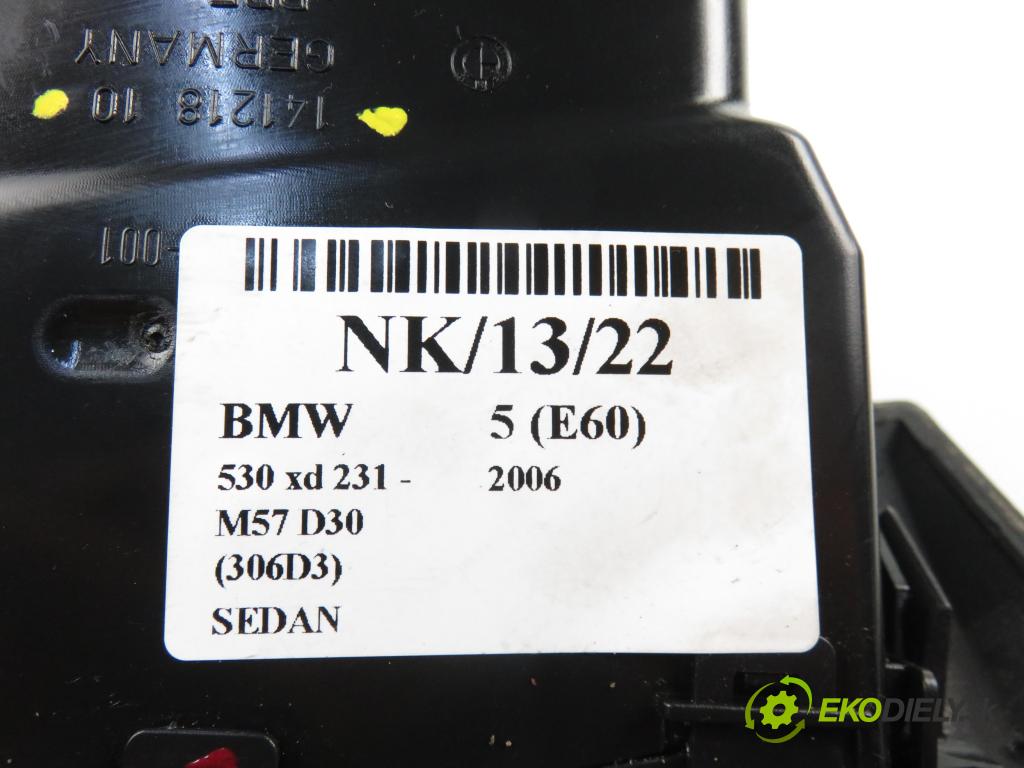 GERMANY
141218 10
-001
NK/13/22
BMW 5 (E60)
530 xd 231 - 2006
M57 D30
(306D3)
SEDAN
EKODIELY